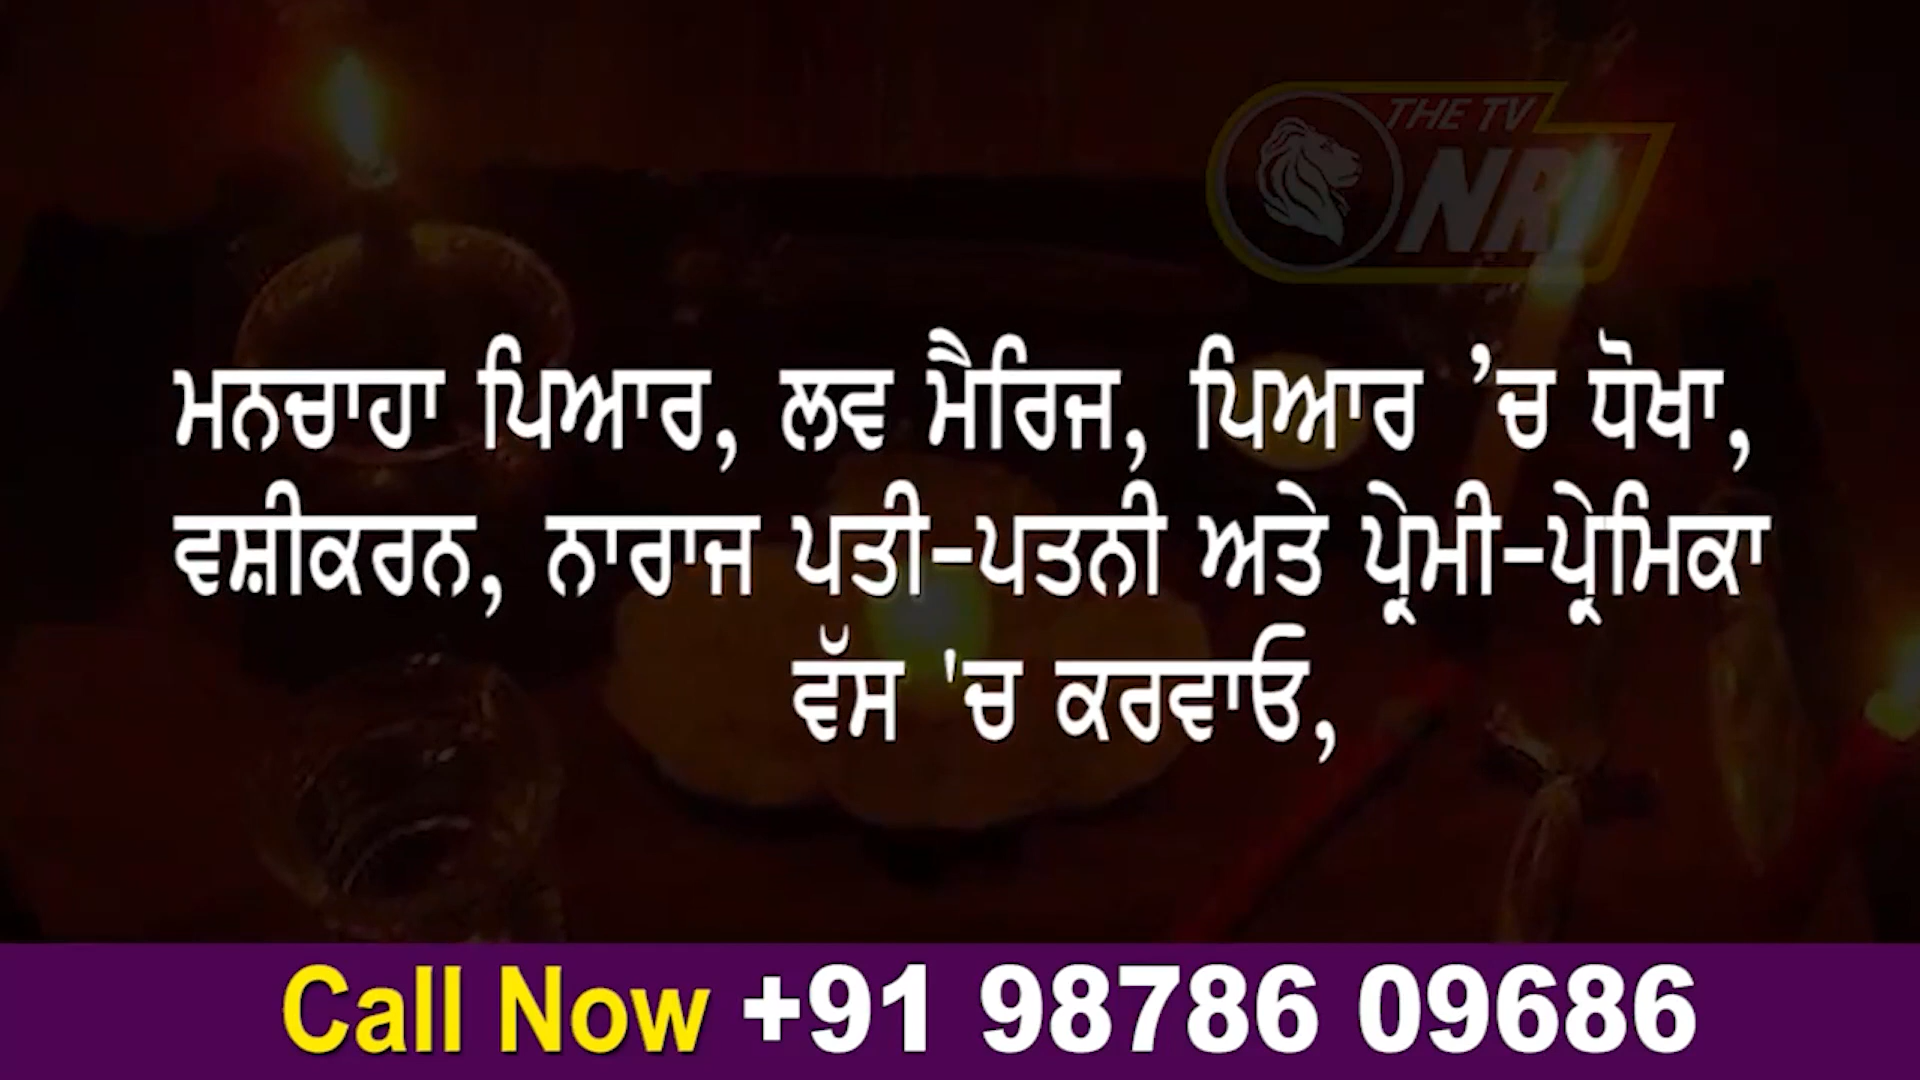 THE TV
NRI
ਮਨਚਾਹਾ ਪਿਆਰ, ਲਵ ਮੈਰਿਜ, ਪਿਆਰ ’ਚ ਧੋਖਾ,
ਵਸ਼ੀਕਰਨ, ਨਾਰਾਜ ਪਤੀ-ਪਤਨੀ ਅਤੇ ਪ੍ਰੇਮੀ-ਪ੍ਰੇਮਿਕਾ
ਵੱਸ 'ਚ ਕਰਵਾਓ,
Call Now +91 98786 09686